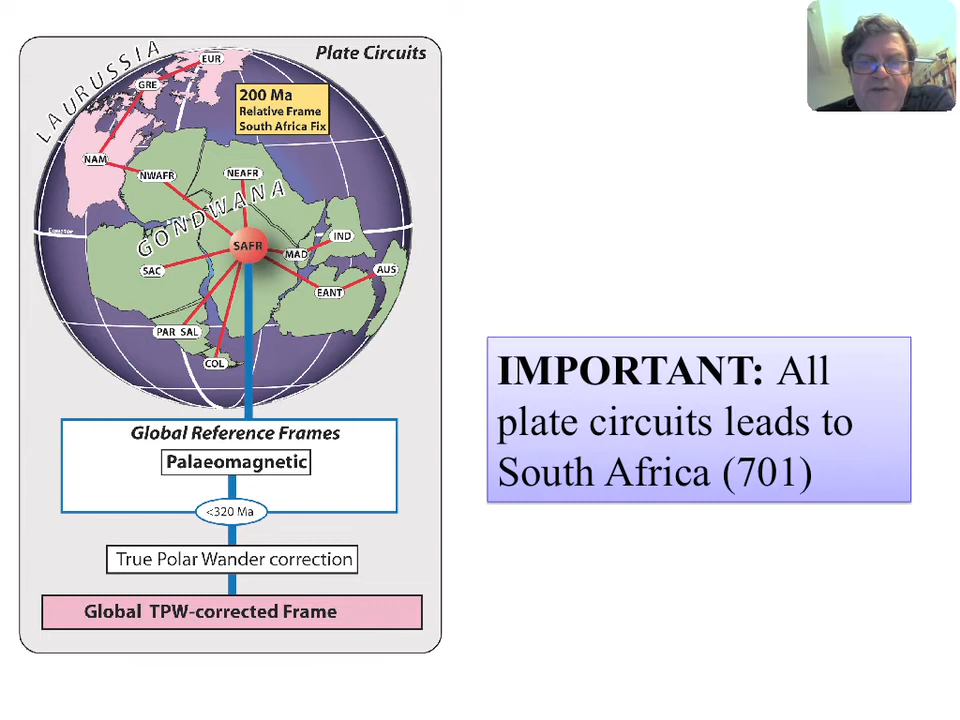 Plate Circuits
LAURUSSIA
EUR
GRE
200 Ma
Relative Frame
South Africa Fix
NAM
NWAFR
NEAFR
GONDWANA
Equator
SAFR
IND
MAD
SAC
AUS
EANT
PAR SAL
COL
Global Reference Frames
Palaeomagnetic
<320 Ma
True Polar Wander correction
Global TPW-corrected Frame
IMPORTANT: All
plate circuits leads to
South Africa (701)